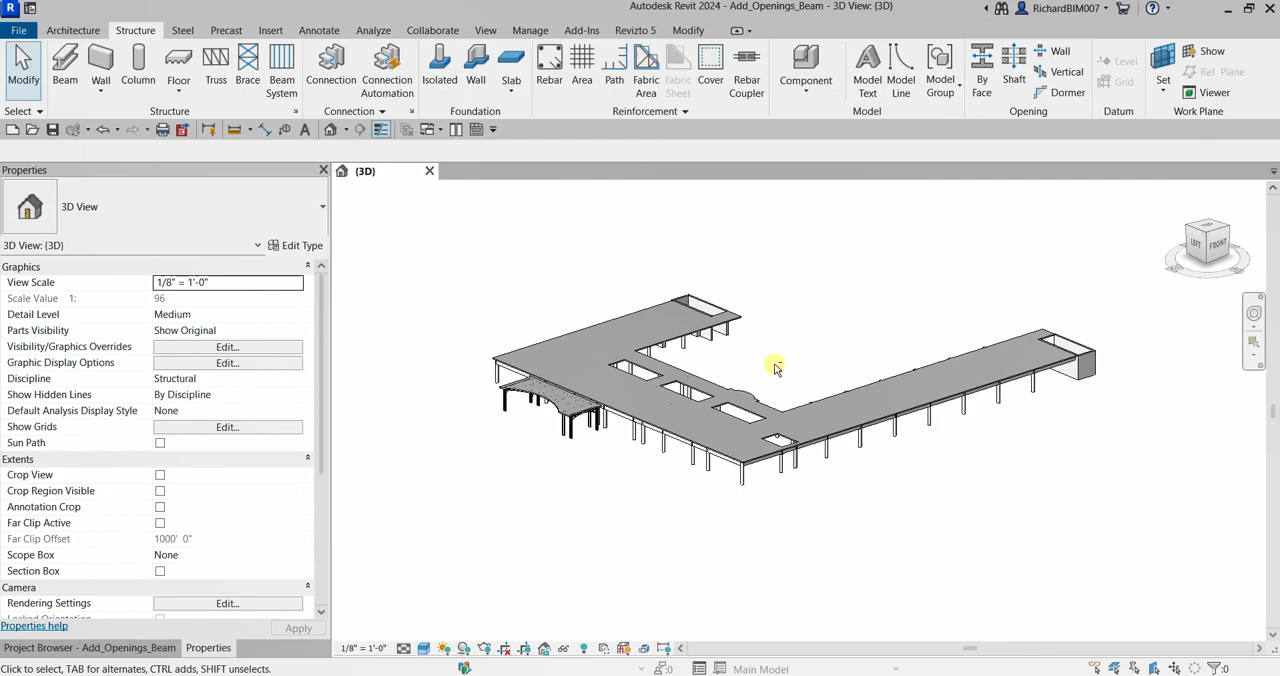 Autodesk Revit 2024 - Add_Openings_Beam - 3D View: {3D}
RichardBIM007
File Architecture Structure Steel Precast Insert Annotate Analyze Collaborate View Manage Add-Ins Revizto 5 Modify
Modify Beam Wall Column Floor Truss Brace Beam System Connection Connection Automation Isolated Wall Slab Rebar Area Path Fabric Area Fabric Sheet Cover Rebar Coupler Component Model Text Model Line Model Group By Face Shaft Wall Vertical Dormer Level Grid Set Show Ref Plane Viewer
Select Structure Connection Foundation Reinforcement Model Opening Datum Work Plane
Properties
{3D}
3D View
3D View: {3D} Edit Type
Graphics
View Scale 1/8" = 1'-0"
Scale Value 1: 96
Detail Level Medium
Parts Visibility Show Original
Visibility/Graphics Overrides Edit...
Graphic Display Options Edit...
Discipline Structural
Show Hidden Lines By Discipline
Default Analysis Display Style None
Show Grids Edit...
Sun Path
Extents
Crop View
Crop Region Visible
Annotation Crop
Far Clip Active
Far Clip Offset 1000' 0"
Scope Box None
Section Box
Camera
Rendering Settings Edit...
Locked Orientation
Properties help Apply
Project Browser - Add_Openings_Beam Properties
1/8" = 1'-0"
Click to select, TAB for alternates, CTRL adds, SHIFT unselects.
:0
Main Model
:0
TOP
LEFT
FRONT